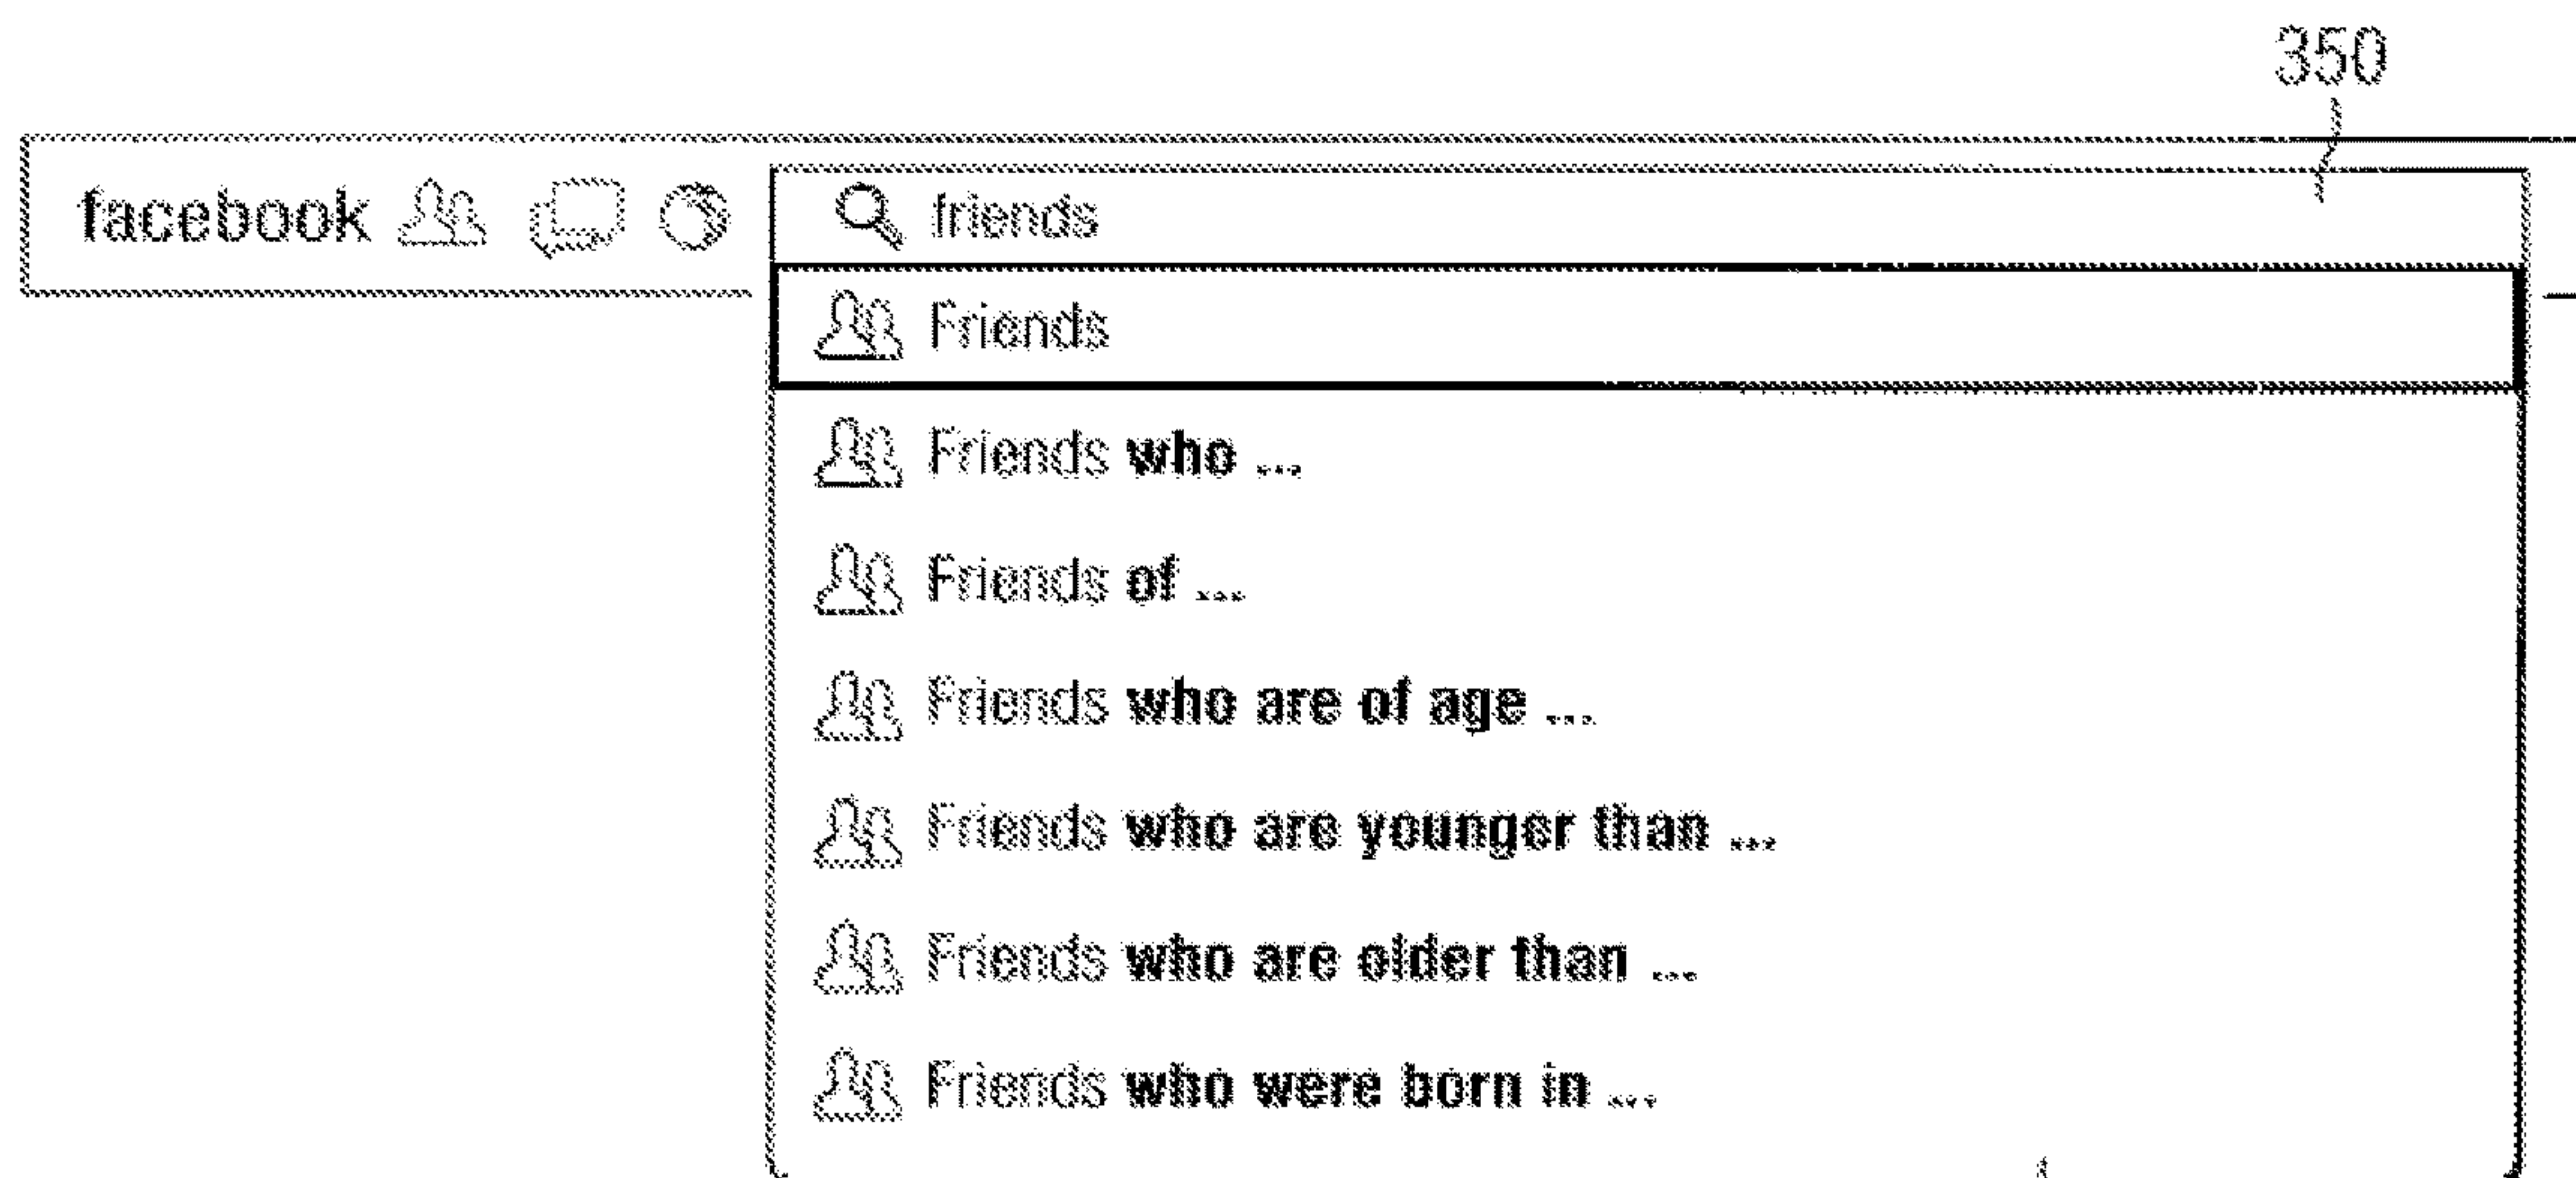 350
facebook friends
Friends
Friends who ...
Friends of ...
Friends who are of age ...
Friends who are younger than ...
Friends who are older than ...
Friends who were born in ...